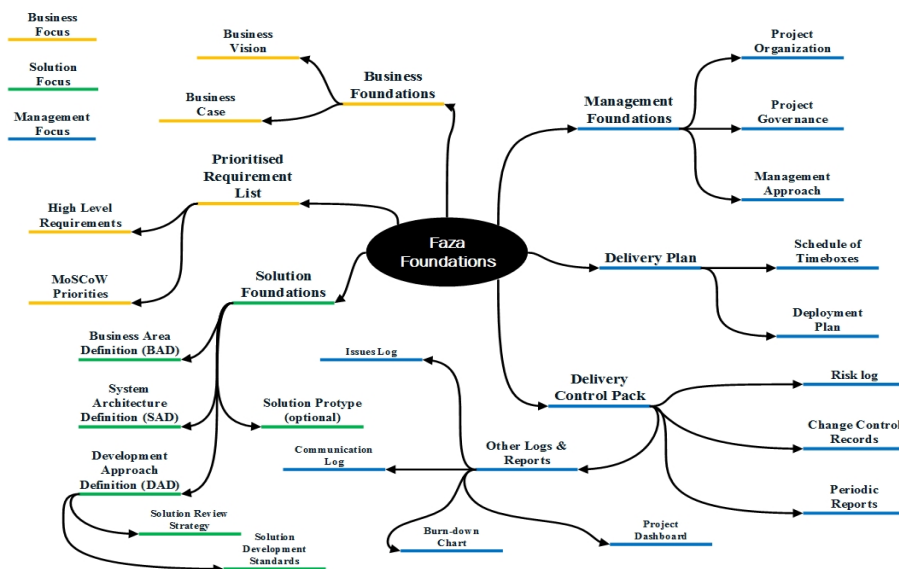 Business
Focus
Solution
Focus
Management
Focus
Business
Vision
Business
Case
Business
Foundations
Prioritised
Requirement
List
High Level
Requirements
MoSCoW
Priorities
Faza
Foundations
Solution
Foundations
Business Area
Definition (BAD)
System
Architecture
Definition (SAD)
Development
Approach
Definition (DAD)
Solution Protype
(optional)
Solution Review
Strategy
Solution
Development
Standards
Management
Foundations
Project
Organization
Project
Governance
Management
Approach
Delivery Plan
Schedule of
Timeboxes
Deployment
Plan
Delivery
Control Pack
Risk log
Change Control
Records
Periodic
Reports
Other Logs &
Reports
Issues Log
Communication
Log
Burn-down
Chart
Project
Dashboard